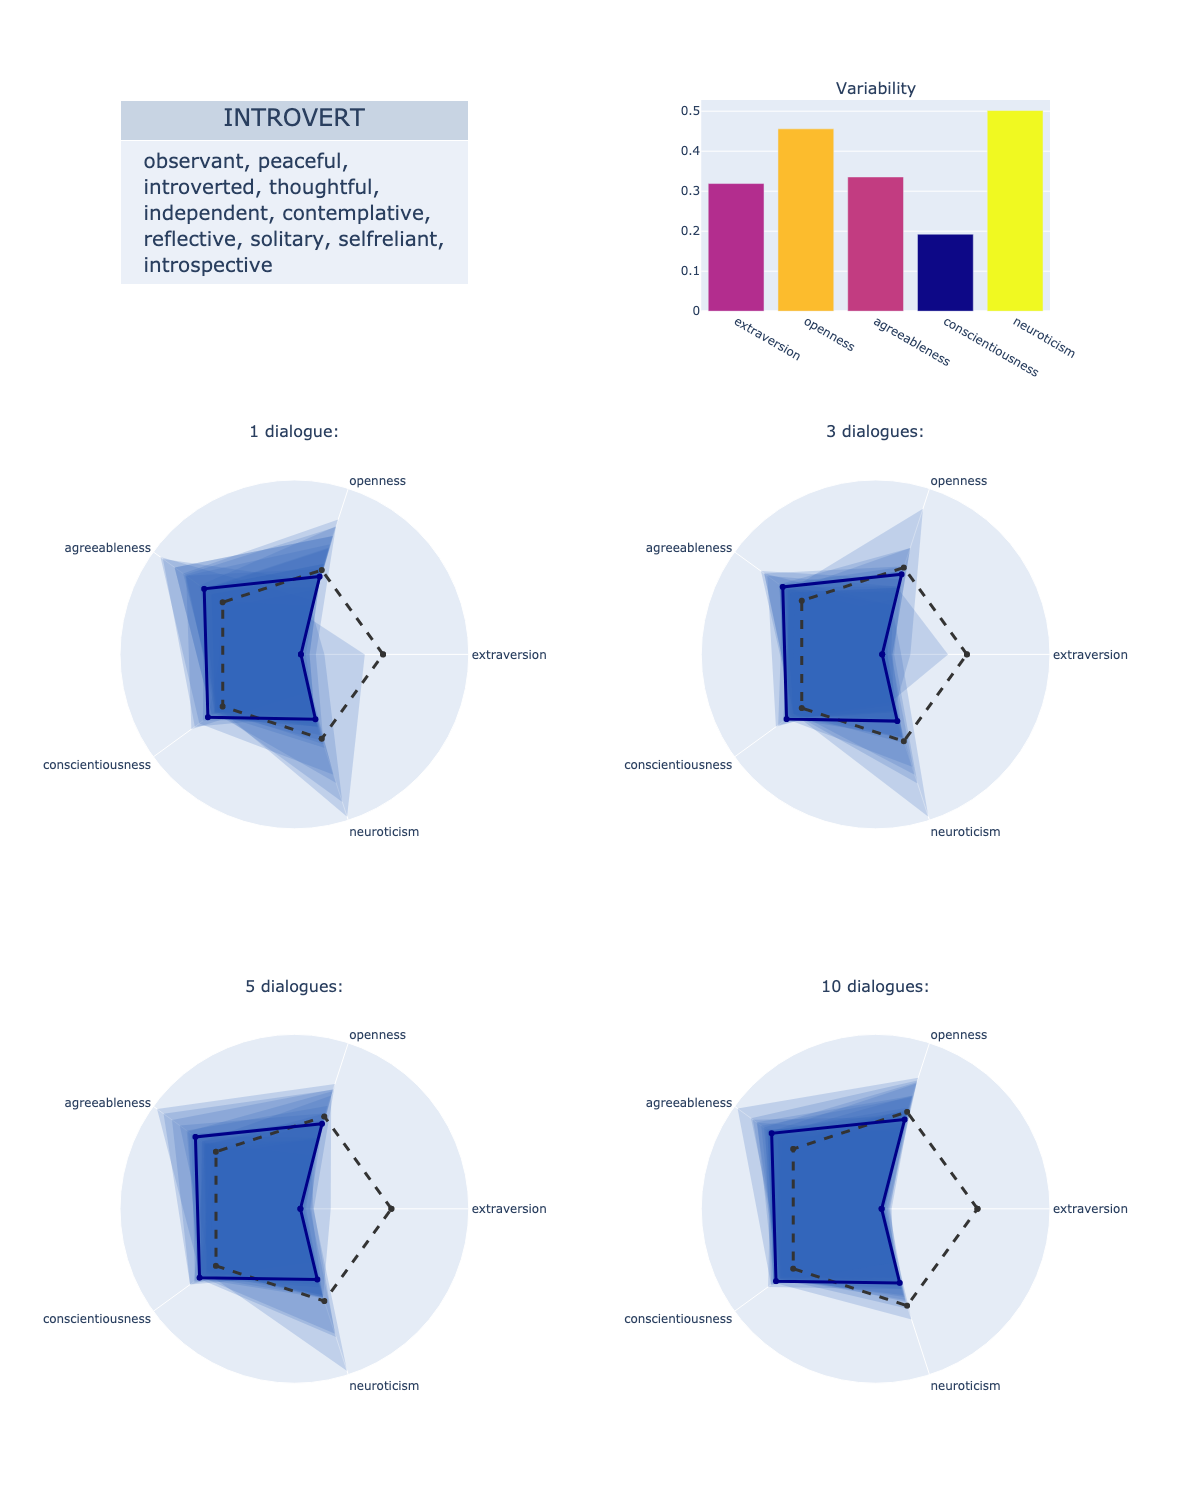 INTROVERT
observant, peaceful,
introverted, thoughtful,
independent, contemplative,
reflective, solitary, selfreliant,
introspective
Variability
0.5
0.4
0.3
0.2
0.1
0
extraversion
openness
agreeableness
conscientiousness
neuroticism
1 dialogue:
openness
agreeableness
extraversion
conscientiousness
neuroticism
3 dialogues:
openness
agreeableness
extraversion
conscientiousness
neuroticism
5 dialogues:
openness
agreeableness
extraversion
conscientiousness
neuroticism
10 dialogues:
openness
agreeableness
extraversion
conscientiousness
neuroticism